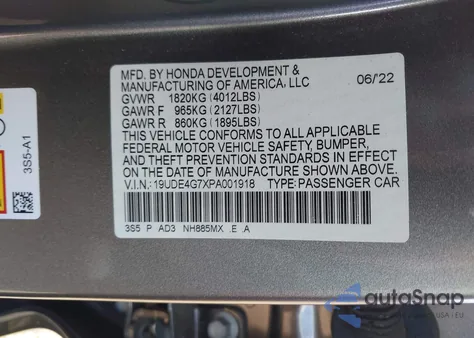 MFD. BY HONDA DEVELOPMENT &
MANUFACTURING OF AMERICA, LLC 06/'22
GVWR 1820KG (4012LBS)
GAWR F 965KG (2127LBS)
GAWR R 860KG (1895LBS)
THIS VEHICLE CONFORMS TO ALL APPLICABLE
FEDERAL MOTOR VEHICLE SAFETY, BUMPER,
AND THEFT PREVENTION STANDARDS IN EFFECT
ON THE DATE OF MANUFACTURE SHOWN ABOVE.
V.I.N.: 19UDE4G7XPA001918 TYPE: PASSENGER CAR
3S5 P AD3 NH885MX .E .A
3S5-A1
autoSnap